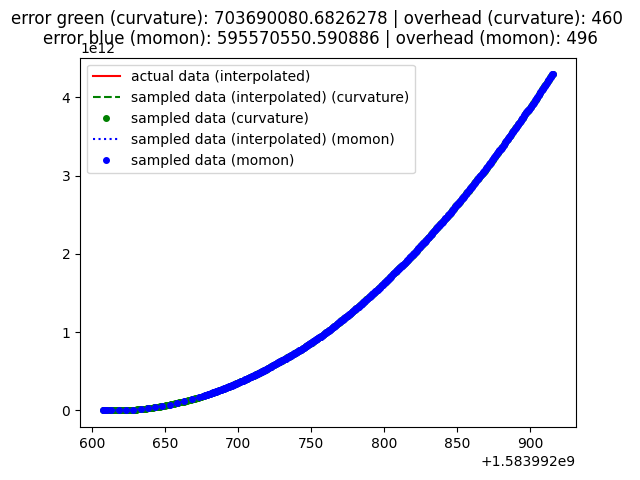 error green (curvature): 703690080.6826278 | overhead (curvature): 460
error blue (momon): 595570550.590886 | overhead (momon): 496
1e12
actual data (interpolated)
sampled data (interpolated) (curvature)
sampled data (curvature)
sampled data (interpolated) (momon)
sampled data (momon)
4
3
2
1
0
600 650 700 750 800 850 900
+1.583992e9